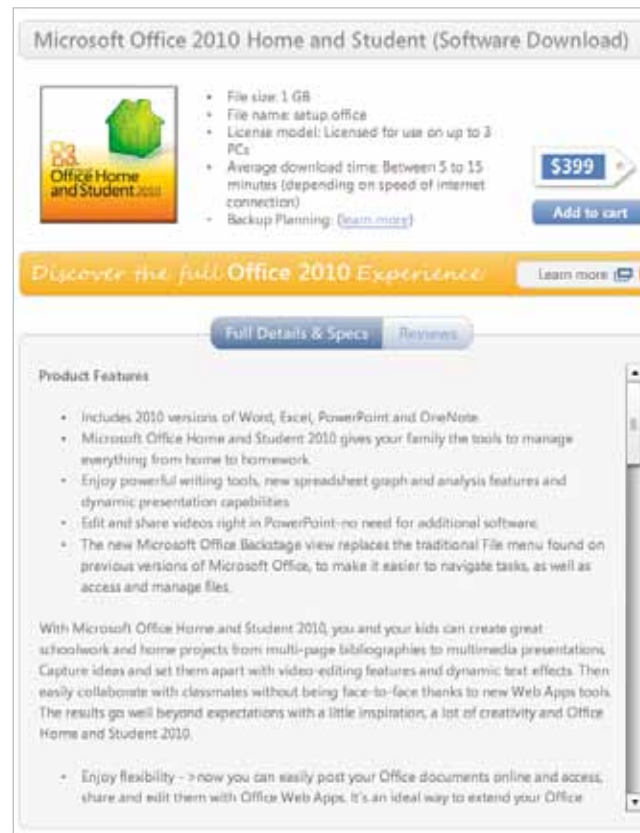 Microsoft Office 2010 Home and Student (Software Download)
Office Home
and Student 2010
• File size: 1 GB
• File name: setup.office
• License model: Licensed for use on up to 3
PCs
• Average download time: Between 5 to 15
minutes (depending on speed of internet
connection)
• Backup Planning: (learn more)
$399
Add to cart
Discover the full Office 2010 Experience
Learn more
Full Details & Specs
Reviews
Product Features
• Includes 2010 versions of Word, Excel, PowerPoint and OneNote
• Microsoft Office Home and Student 2010 gives your family the tools to manage
everything from home to homework
• Enjoy powerful writing tools, new spreadsheet graph and analysis features and
dynamic presentation capabilities
• Edit and share videos right in PowerPoint-no need for additional software
• The new Microsoft Office Backstage view replaces the traditional File menu found on
previous versions of Microsoft Office, to make it easier to navigate tasks, as well as
access and manage files.
With Microsoft Office Home and Student 2010, you and your kids can create great
schoolwork and home projects from multi-page bibliographies to multimedia presentations.
Capture ideas and set them apart with video-editing features and dynamic text effects. Then
easily collaborate with classmates without being face-to-face thanks to new Web Apps tools.
The results go well beyond expectations with a little inspiration, a lot of creativity and Office
Home and Student 2010.
• Enjoy flexibility - >now you can easily post your Office documents online and access,
share and edit them with Office Web Apps. It's an ideal way to extend your Office